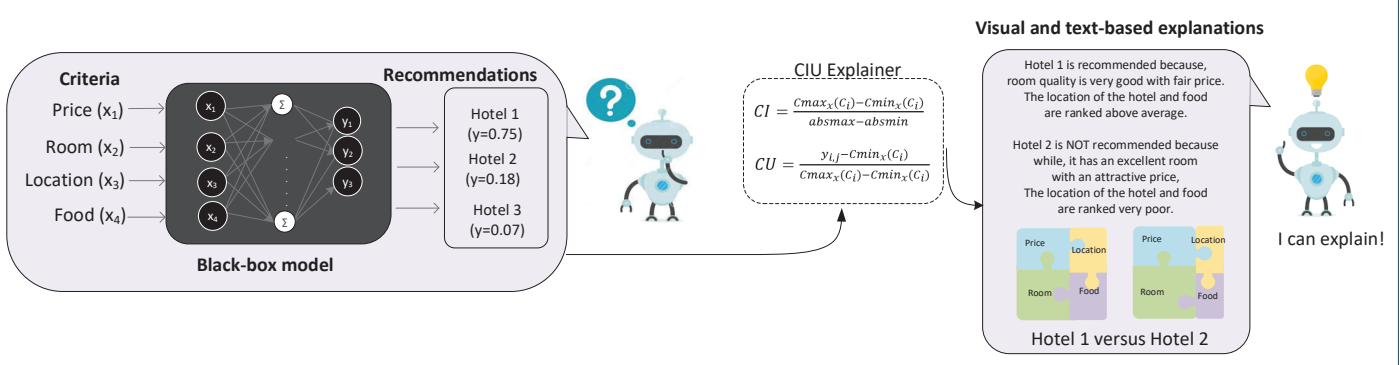 Criteria
Price (x₁)
Room (x₂)
Location (x₃)
Food (x₄)
x₁
x₂
x₃
x₄
Σ
Σ
y₁
y₂
y₃
Black-box model
Recommendations
Hotel 1
(y=0.75)
Hotel 2
(y=0.18)
Hotel 3
(y=0.07)
?
CIU Explainer
CI = (Cmaxₓ(Cᵢ)−Cminₓ(Cᵢ)) / (absmax−absmin)
CU = (yᵢ,ⱼ−Cminₓ(Cᵢ)) / (Cmaxₓ(Cᵢ)−Cminₓ(Cᵢ))
Visual and text-based explanations
Hotel 1 is recommended because,
room quality is very good with fair price.
The location of the hotel and food
are ranked above average.
Hotel 2 is NOT recommended because
while, it has an excellent room
with an attractive price,
The location of the hotel and food
are ranked very poor.
Price
Location
Room
Food
Price
Location
Room
Food
Hotel 1 versus Hotel 2
I can explain!